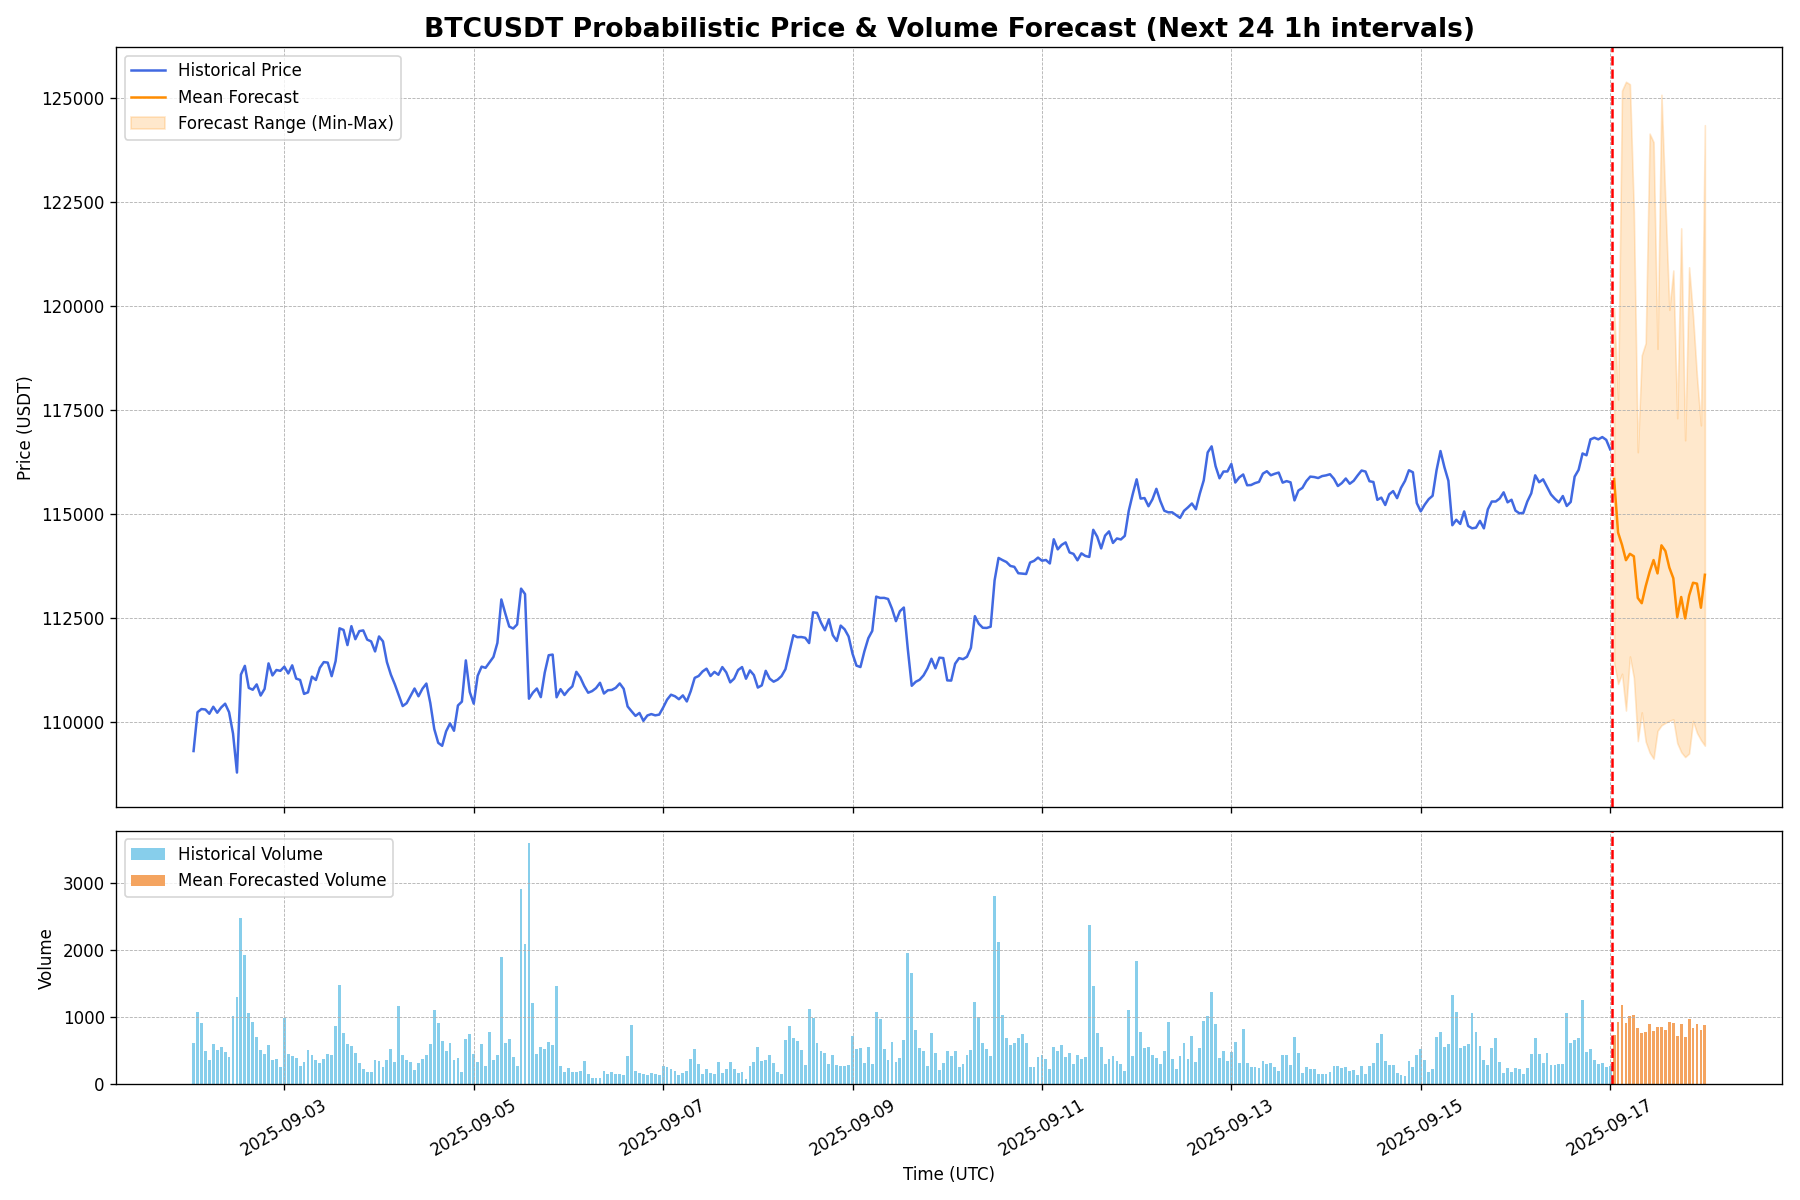 BTCUSDT Probabilistic Price & Volume Forecast (Next 24 1h intervals)
Historical Price
Mean Forecast
Forecast Range (Min-Max)
125000
122500
120000
117500
115000
112500
110000
Price (USDT)
Historical Volume
Mean Forecasted Volume
3000
2000
1000
0
Volume
2025-09-03
2025-09-05
2025-09-07
2025-09-09
2025-09-11
2025-09-13
2025-09-15
2025-09-17
Time (UTC)